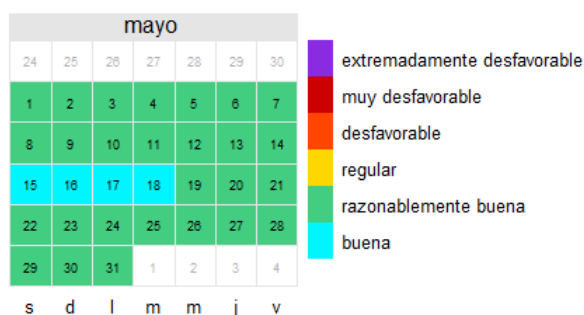 mayo
24 25 26 27 28 29 30
1 2 3 4 5 6 7
8 9 10 11 12 13 14
15 16 17 18 19 20 21
22 23 24 25 26 27 28
29 30 31 1 2 3 4
s d l m m j v
extremadamente desfavorable
muy desfavorable
desfavorable
regular
razonablemente buena
buena